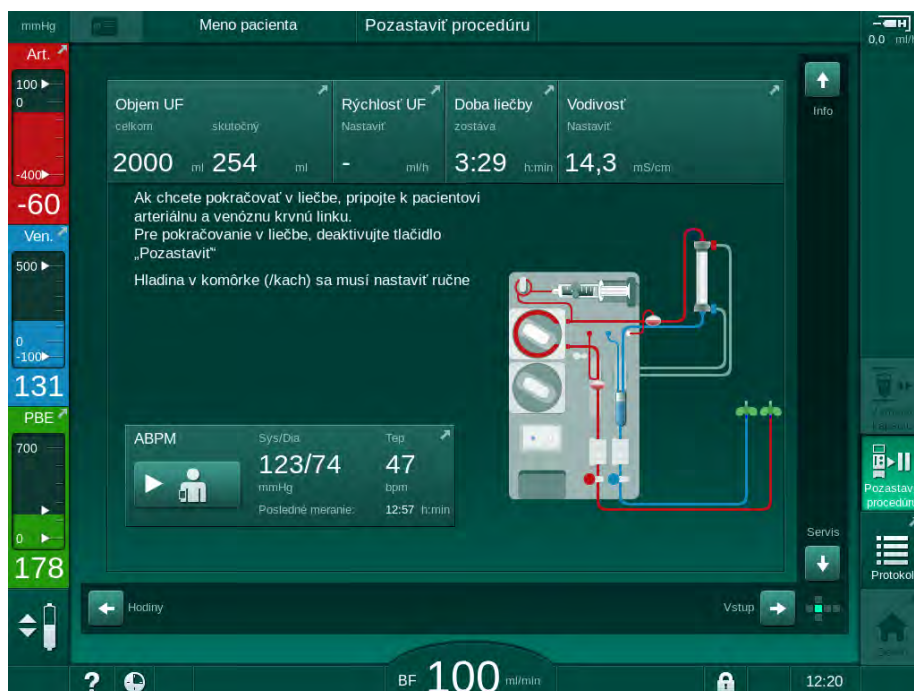 mmHg
Meno pacienta
Pozastaviť procedúru
0,0 ml/h
Art.
100
0
-400
-60
Ven.
500
0
-100
131
PBE
700
0
178
Objem UF
celkom skutočný
2000 ml 254 ml
Rýchlosť UF
Nastaviť
- ml/h
Doba liečby
zostáva
3:29 h:min
Vodivosť
Nastaviť
14,3 mS/cm
Info
Ak chcete pokračovať v liečbe, pripojte k pacientovi
arteriálnu a venóznu krvnú linku.
Pre pokračovanie v liečbe, deaktivujte tlačidlo
„Pozastaviť“
Hladina v komôrke (/kach) sa musí nastaviť ručne
ABPM
Sys/Dia Tep
123/74 47
mmHg bpm
Posledné meranie: 12:57 h:min
Servis
Pozastaviť
procedúru
Protokol
Hodiny
Vstup
? BF 100 ml/min 12:20